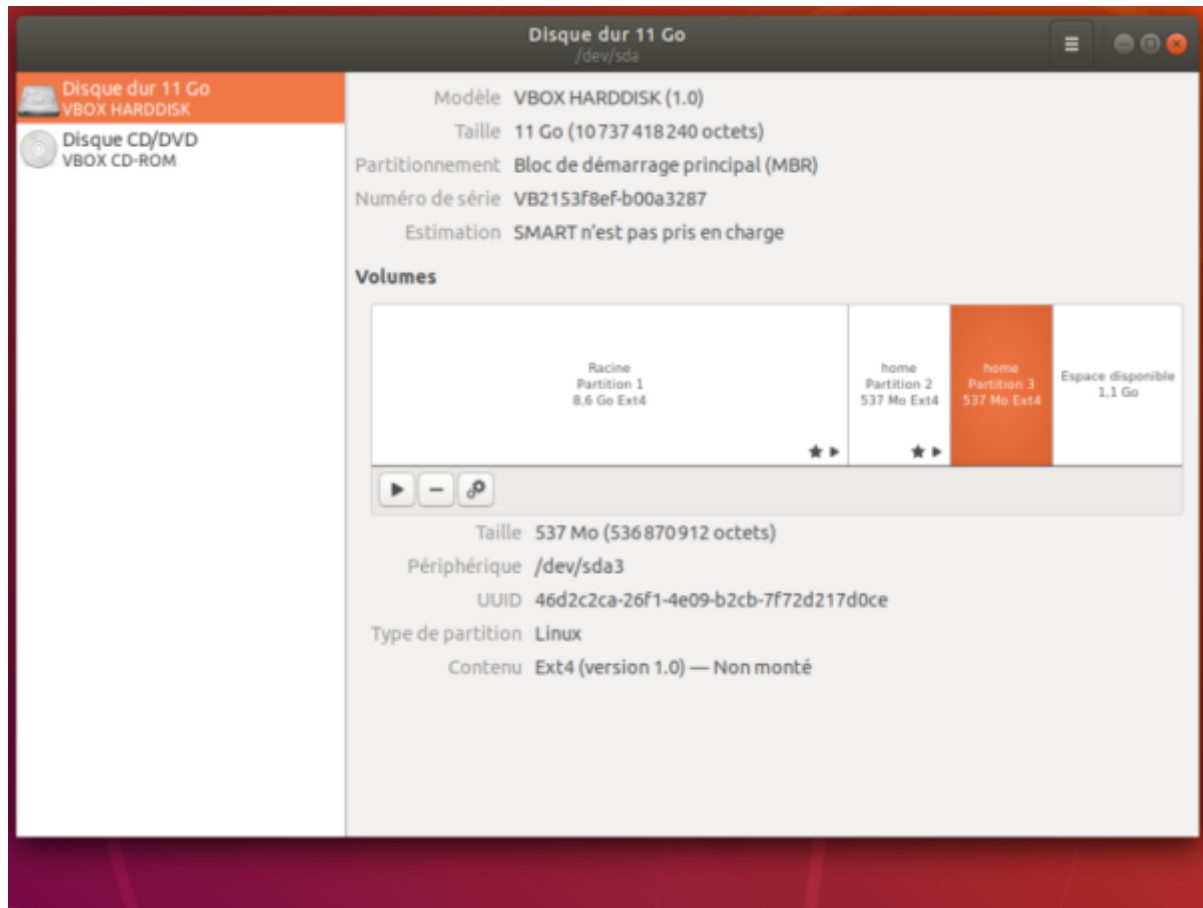 Disque dur 11 Go
/dev/sda
Disque dur 11 Go
VBOX HARDDISK
Disque CD/DVD
VBOX CD-ROM
Modèle VBOX HARDDISK (1.0)
Taille 11 Go (10 737 418 240 octets)
Partitionnement Bloc de démarrage principal (MBR)
Numéro de série VB2153f8ef-b00a3287
Estimation SMART n'est pas pris en charge
Volumes
Racine
Partition 1
8,6 Go Ext4
home
Partition 2
537 Mo Ext4
home
Partition 3
537 Mo Ext4
Espace disponible
1,1 Go
Taille 537 Mo (536 870 912 octets)
Périphérique /dev/sda3
UUID 46d2c2ca-26f1-4e09-b2cb-7f72d217d0ce
Type de partition Linux
Contenu Ext4 (version 1.0) — Non monté